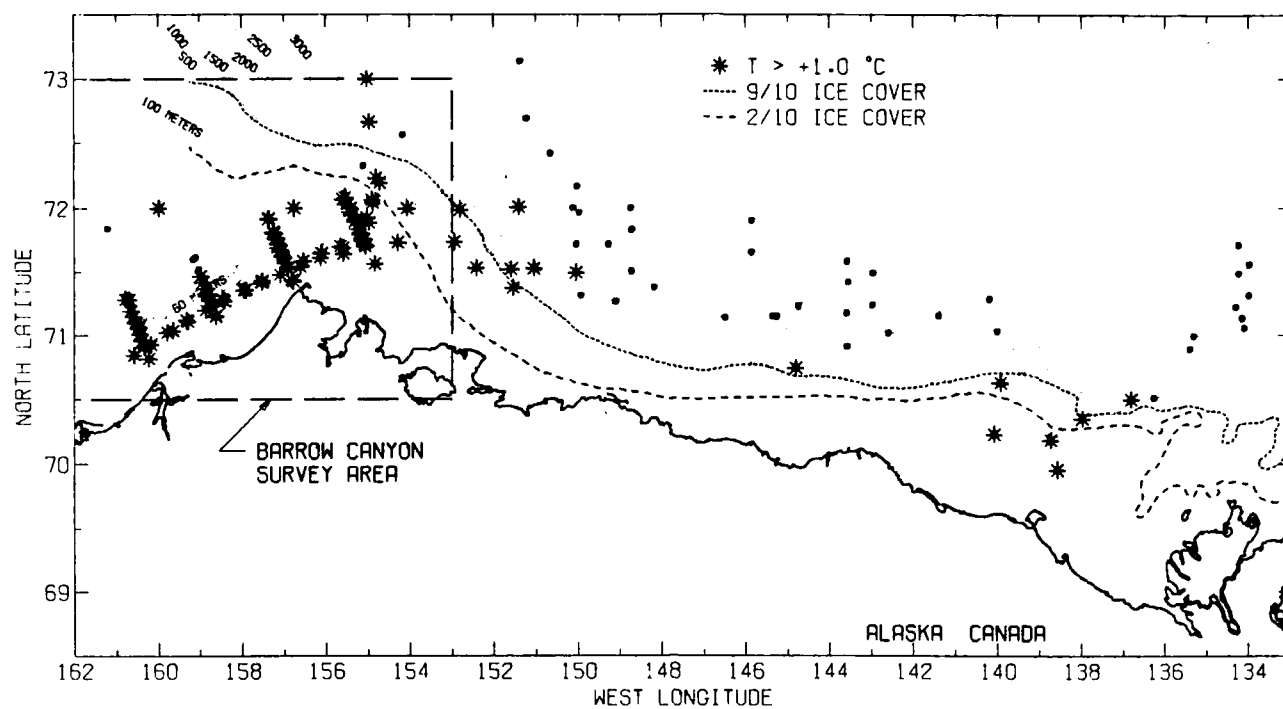 1000
500
1500
2000
2500
3000
100 METERS
60 METERS
T > +1.0 °C
9/10 ICE COVER
2/10 ICE COVER
NORTH LATITUDE
73
72
71
70
69
BARROW CANYON
SURVEY AREA
ALASKA CANADA
162 160 158 156 154 152 150 148 146 144 142 140 138 136 134
WEST LONGITUDE